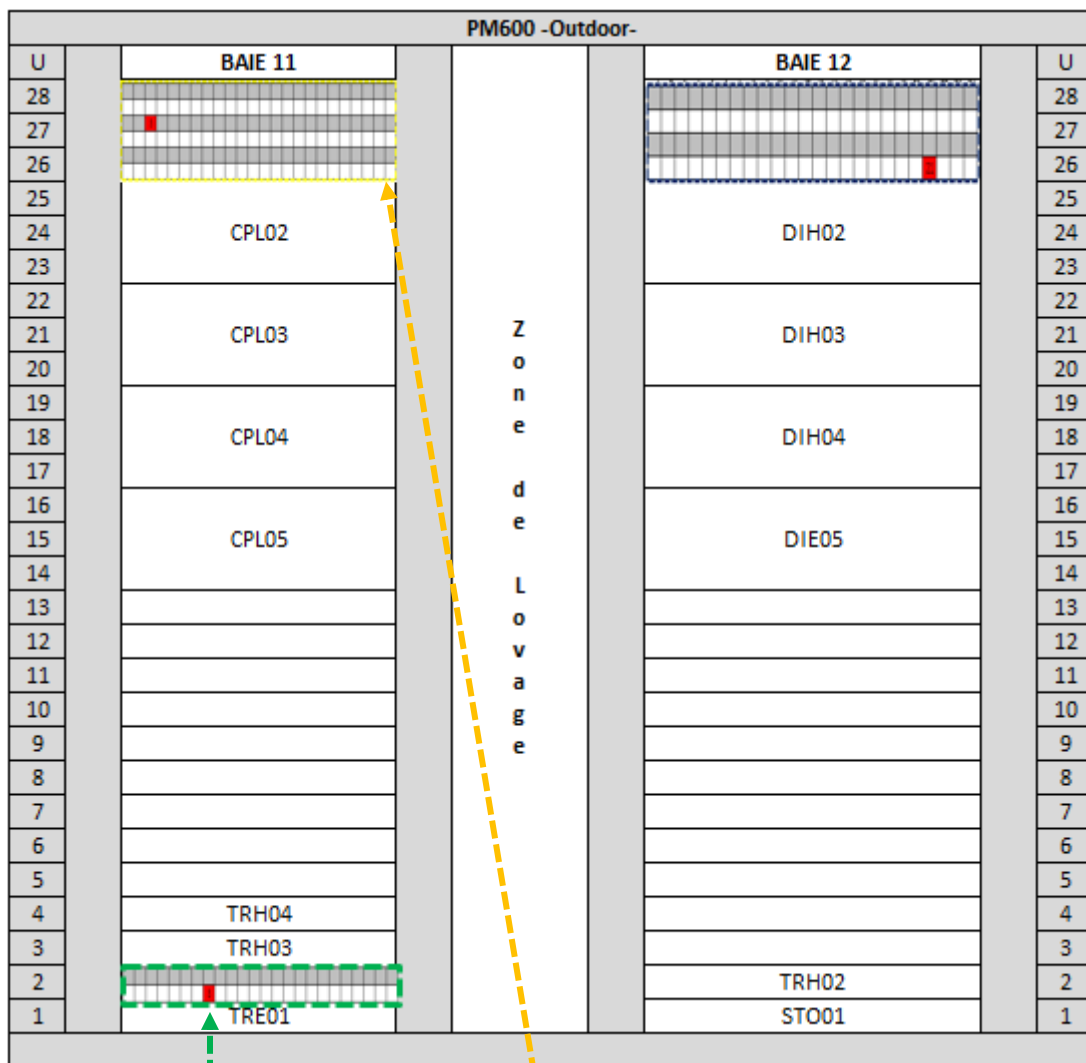 PM600 -Outdoor-
U BAIE 11 BAIE 12 U
28 28
27 27
26 26
25 25
24 CPL02 DIH02 24
23 23
22 22
21 CPL03 DIH03 21
20 20
19 19
18 CPL04 DIH04 18
17 17
16 16
15 CPL05 DIE05 15
14 14
13 13
12 12
11 11
10 10
9 9
8 8
7 7
6 6
5 5
4 TRH04 4
3 TRH03 3
2 TRH02 2
1 TRE01 STO01 1
Z
o
n
e
d
e
L
o
v
a
g
e